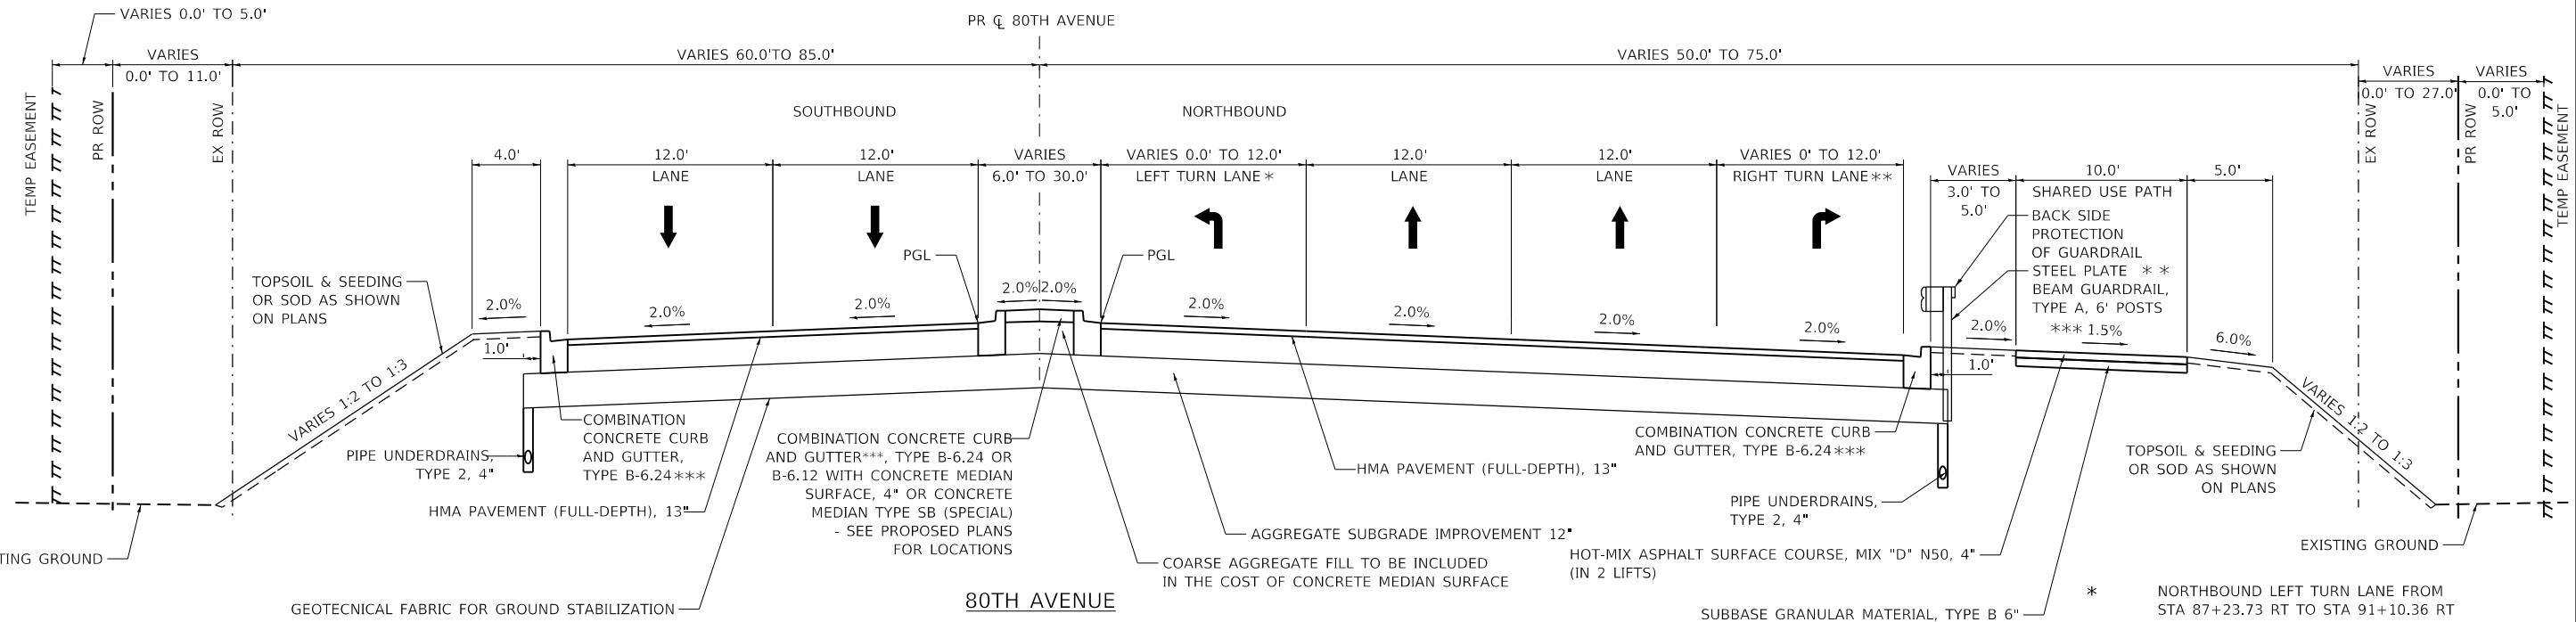 VARIES 0.0' TO 5.0'
PR ℄ 80TH AVENUE
VARIES
0.0' TO 11.0'
VARIES 60.0'TO 85.0'
VARIES 50.0' TO 75.0'
VARIES
0.0' TO 27.0'
VARIES
0.0' TO
5.0'
TEMP EASEMENT
PR ROW
EX ROW
SOUTHBOUND
NORTHBOUND
EX ROW
PR ROW
TEMP EASEMENT
4.0'
12.0'
LANE
12.0'
LANE
VARIES
6.0' TO 30.0'
VARIES 0.0' TO 12.0'
LEFT TURN LANE *
12.0'
LANE
12.0'
LANE
VARIES 0' TO 12.0'
RIGHT TURN LANE **
VARIES
3.0' TO
5.0'
10.0'
SHARED USE PATH
5.0'
BACK SIDE
PROTECTION
OF GUARDRAIL
STEEL PLATE * *
BEAM GUARDRAIL,
TYPE A, 6' POSTS
PGL
PGL
TOPSOIL & SEEDING
OR SOD AS SHOWN
ON PLANS
2.0%
2.0%
2.0%
2.0%
2.0%
2.0%
2.0%
2.0%
2.0%
2.0%
*** 1.5%
6.0%
1.0'
1.0'
VARIES 1:2 TO 1:3
VARIES 1:2 TO 1:3
PIPE UNDERDRAINS,
TYPE 2, 4"
COMBINATION
CONCRETE CURB
AND GUTTER,
TYPE B-6.24***
HMA PAVEMENT (FULL-DEPTH), 13"
COMBINATION CONCRETE CURB
AND GUTTER***, TYPE B-6.24 OR
B-6.12 WITH CONCRETE MEDIAN
SURFACE, 4" OR CONCRETE
MEDIAN TYPE SB (SPECIAL)
- SEE PROPOSED PLANS
FOR LOCATIONS
HMA PAVEMENT (FULL-DEPTH), 13"
COMBINATION CONCRETE CURB
AND GUTTER, TYPE B-6.24***
PIPE UNDERDRAINS,
TYPE 2, 4"
TOPSOIL & SEEDING
OR SOD AS SHOWN
ON PLANS
TING GROUND
AGGREGATE SUBGRADE IMPROVEMENT 12"
COARSE AGGREGATE FILL TO BE INCLUDED
IN THE COST OF CONCRETE MEDIAN SURFACE
HOT-MIX ASPHALT SURFACE COURSE, MIX "D" N50, 4"
(IN 2 LIFTS)
EXISTING GROUND
GEOTECNICAL FABRIC FOR GROUND STABILIZATION
80TH AVENUE
SUBBASE GRANULAR MATERIAL, TYPE B 6"
* NORTHBOUND LEFT TURN LANE FROM
STA 87+23.73 RT TO STA 91+10.36 RT